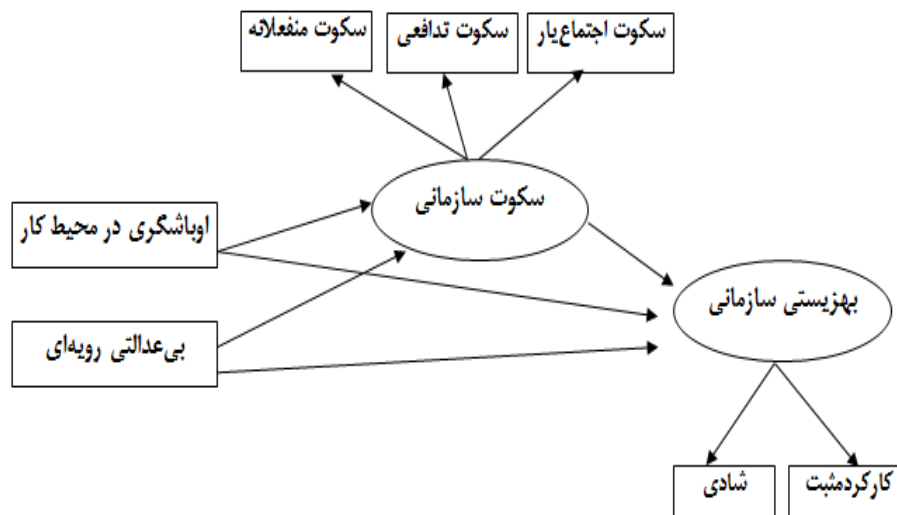 سکوت اجتماع‌یار
سکوت تدافعی
سکوت منفعلانه
سکوت سازمانی
اوباشگری در محیط کار
بهزیستی سازمانی
بی‌عدالتی رویه‌ای
کارکردمثبت
شادی